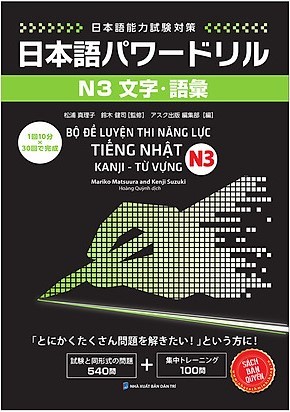 日本語能力試験対策
日本語パワードリル
N3 文字・語彙
松浦 真理子 鈴木 健司[監修] アスク出版 編集部[編]
1回10分
×
30回で完成
BỘ ĐỀ LUYỆN THI NĂNG LỰC
TIẾNG NHẬT
KANJI - TỪ VỰNG
N3
Mariko Matsuura and Kenji Suzuki
Hoàng Quỳnh dịch
「とにかくたくさん問題を解きたい!」という方に!
試験と同形式の問題
540問
+
集中トレーニング
100問
SÁCH
BẢN QUYỀN
NHÀ XUẤT BẢN DÂN TRÍ